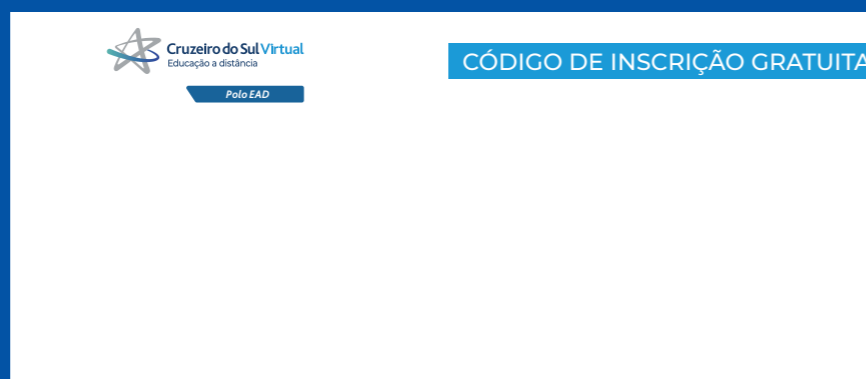 Cruzeiro do Sul Virtual
Educação a distância
Polo EAD
CÓDIGO DE INSCRIÇÃO GRATUITA